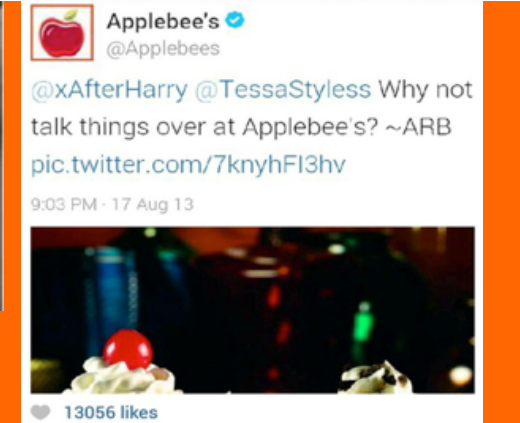 Applebee's
@Applebees
@xAfterHarry @TessaStyless Why not
talk things over at Applebee's? ~ARB
pic.twitter.com/7knyhFI3hv
9:03 PM - 17 Aug 13
13056 likes